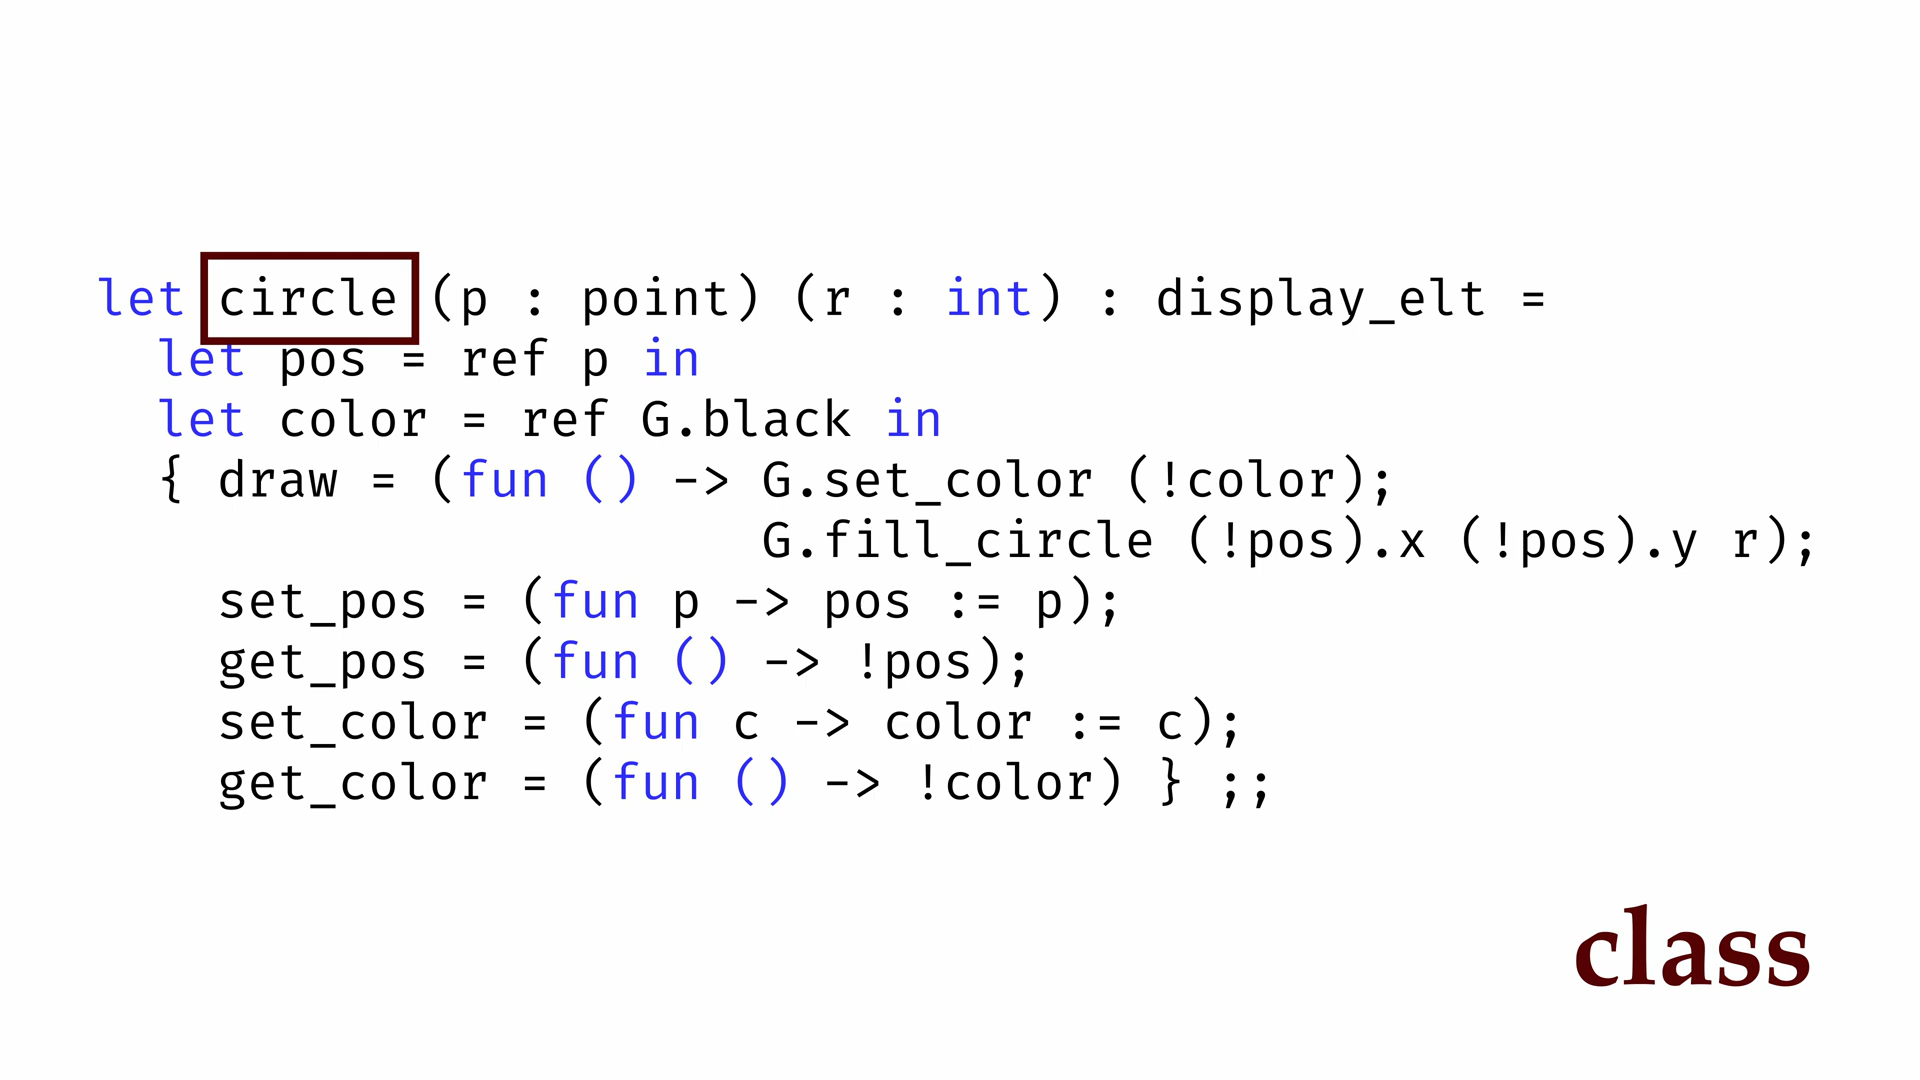 let circle (p : point) (r : int) : display_elt =
  let pos = ref p in
  let color = ref G.black in
  { draw = (fun () -> G.set_color (!color);
                      G.fill_circle (!pos).x (!pos).y r);
    set_pos = (fun p -> pos := p);
    get_pos = (fun () -> !pos);
    set_color = (fun c -> color := c);
    get_color = (fun () -> !color) } ;;
class